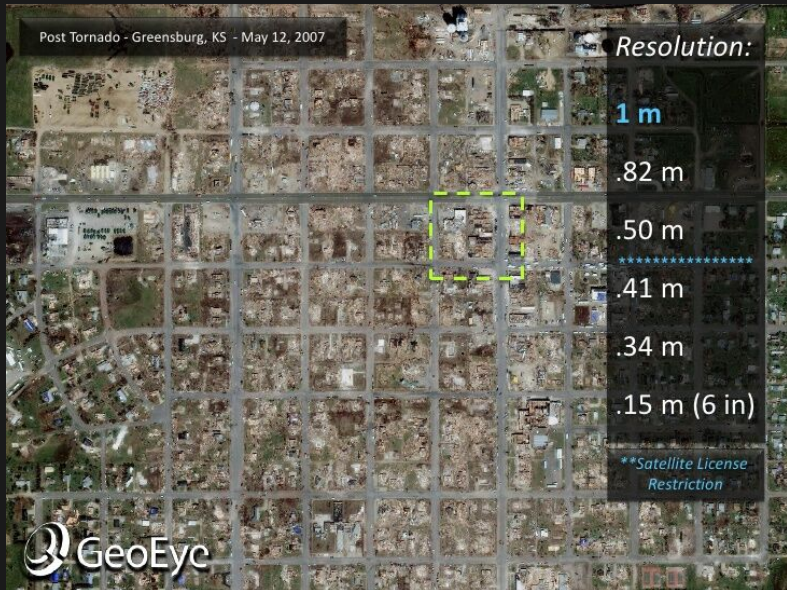 Post Tornado - Greensburg, KS - May 12, 2007
Resolution:
1 m
.82 m
.50 m
****************
.41 m
.34 m
.15 m (6 in)
**Satellite License
Restriction
GeoEye